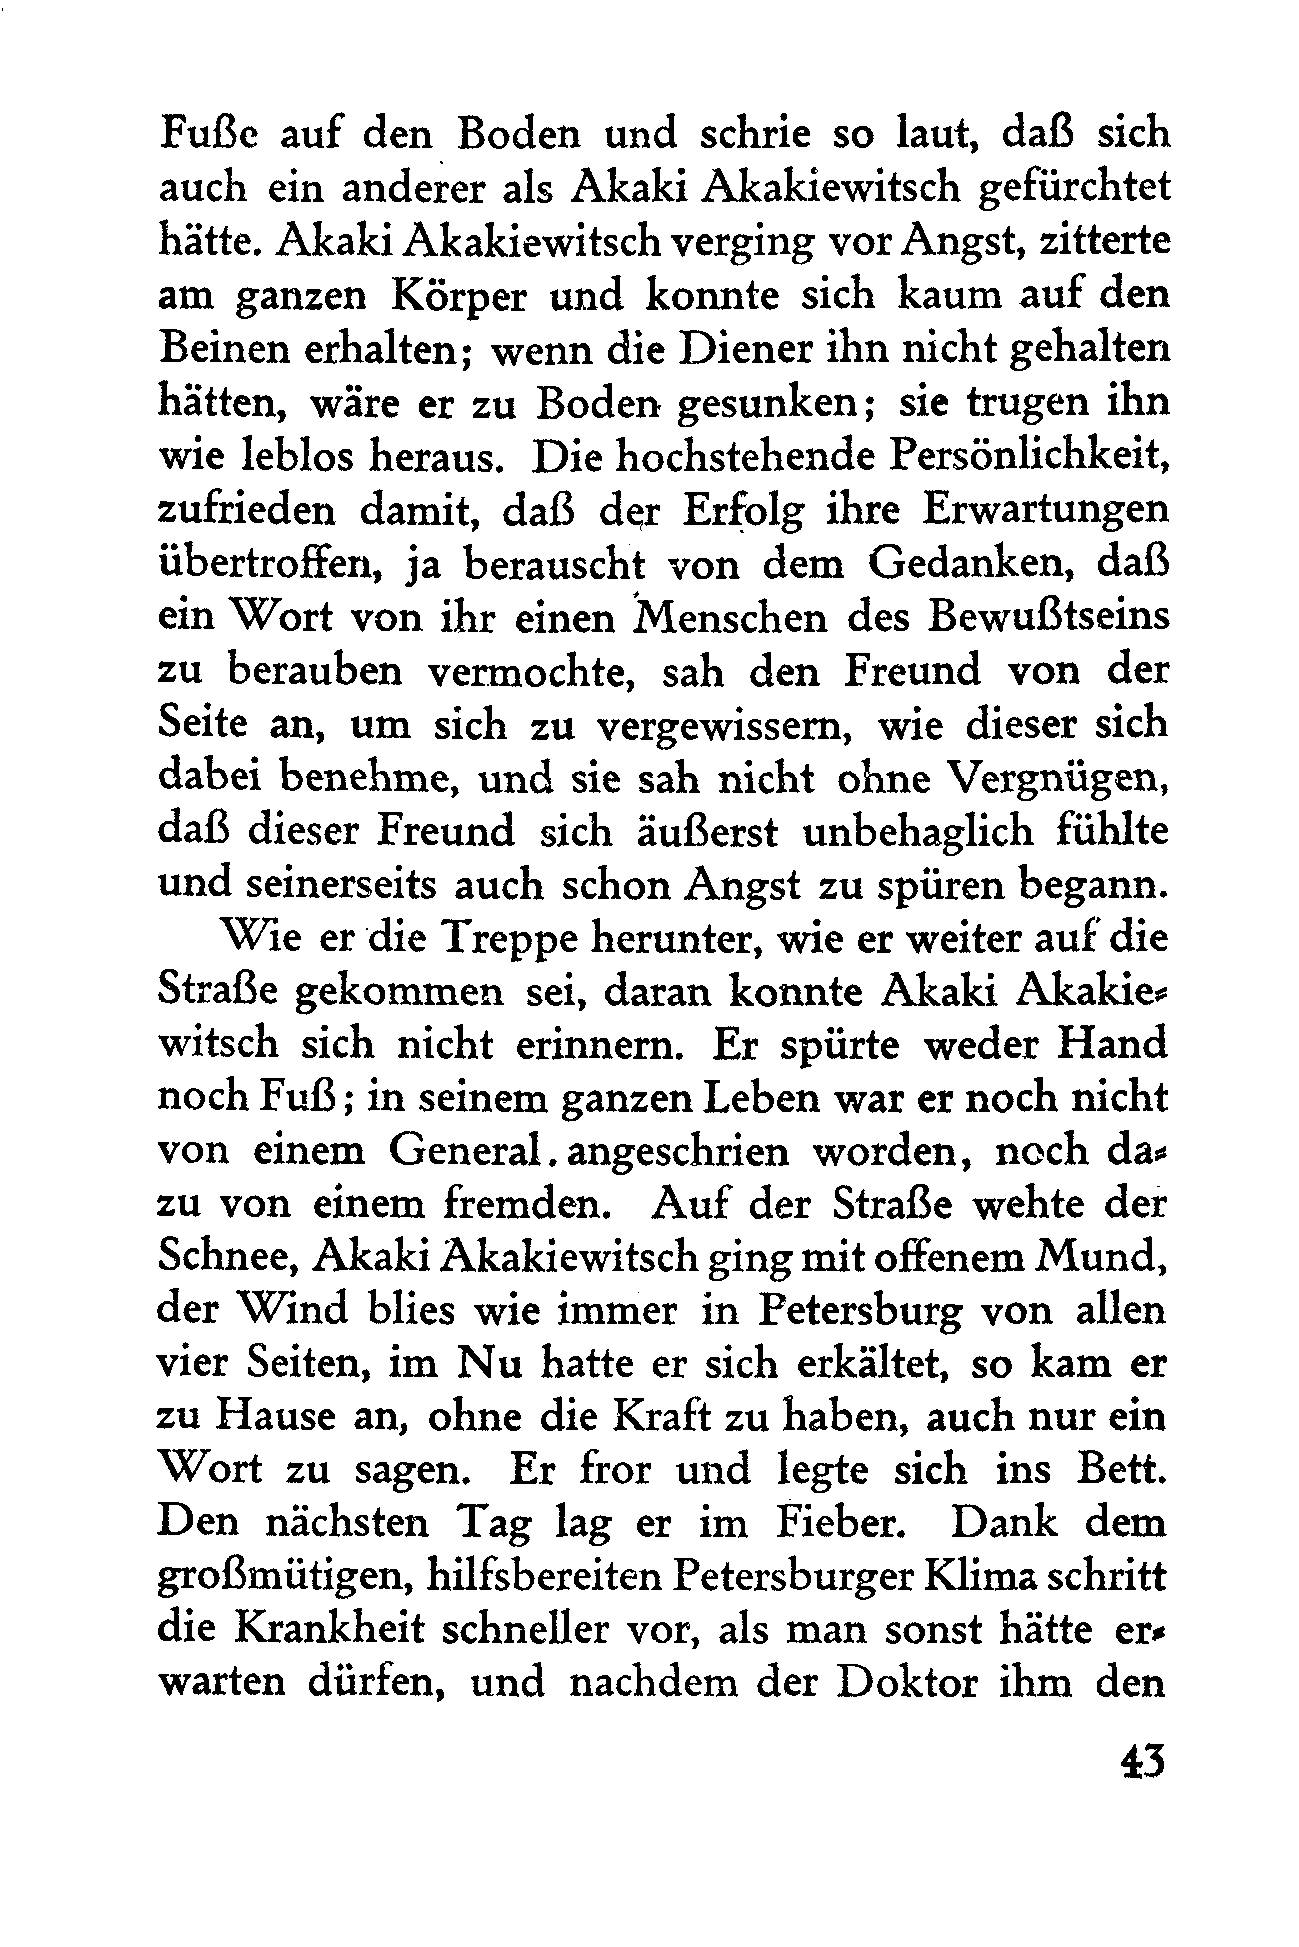 Fuße auf den Boden und schrie so laut, daß sich
auch ein anderer als Akaki Akakiewitsch gefürchtet
hätte. Akaki Akakiewitsch verging vor Angst, zitterte
am ganzen Körper und konnte sich kaum auf den
Beinen erhalten; wenn die Diener ihn nicht gehalten
hätten, wäre er zu Boden gesunken; sie trugen ihn
wie leblos heraus. Die hochstehende Persönlichkeit,
zufrieden damit, daß der Erfolg ihre Erwartungen
übertroffen, ja berauscht von dem Gedanken, daß
ein Wort von ihr einen Menschen des Bewußtseins
zu berauben vermochte, sah den Freund von der
Seite an, um sich zu vergewissern, wie dieser sich
dabei benehme, und sie sah nicht ohne Vergnügen,
daß dieser Freund sich äußerst unbehaglich fühlte
und seinerseits auch schon Angst zu spüren begann.
Wie er die Treppe herunter, wie er weiter auf die
Straße gekommen sei, daran konnte Akaki Akakie-
witsch sich nicht erinnern. Er spürte weder Hand
noch Fuß; in seinem ganzen Leben war er noch nicht
von einem General angeschrien worden, noch da-
zu von einem fremden. Auf der Straße wehte der
Schnee, Akaki Akakiewitsch ging mit offenem Mund,
der Wind blies wie immer in Petersburg von allen
vier Seiten, im Nu hatte er sich erkältet, so kam er
zu Hause an, ohne die Kraft zu haben, auch nur ein
Wort zu sagen. Er fror und legte sich ins Bett.
Den nächsten Tag lag er im Fieber. Dank dem
großmütigen, hilfsbereiten Petersburger Klima schritt
die Krankheit schneller vor, als man sonst hätte er-
warten dürfen, und nachdem der Doktor ihm den
43